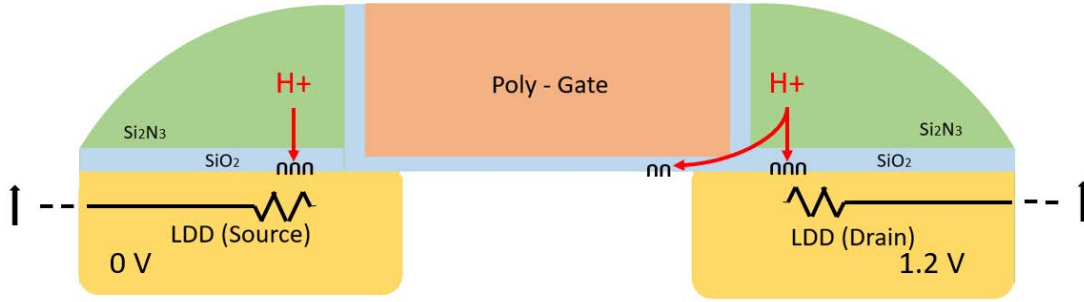 Poly - Gate
H+
H+
Si2N3
Si2N3
SiO2
SiO2
LDD (Source)
LDD (Drain)
0 V
1.2 V